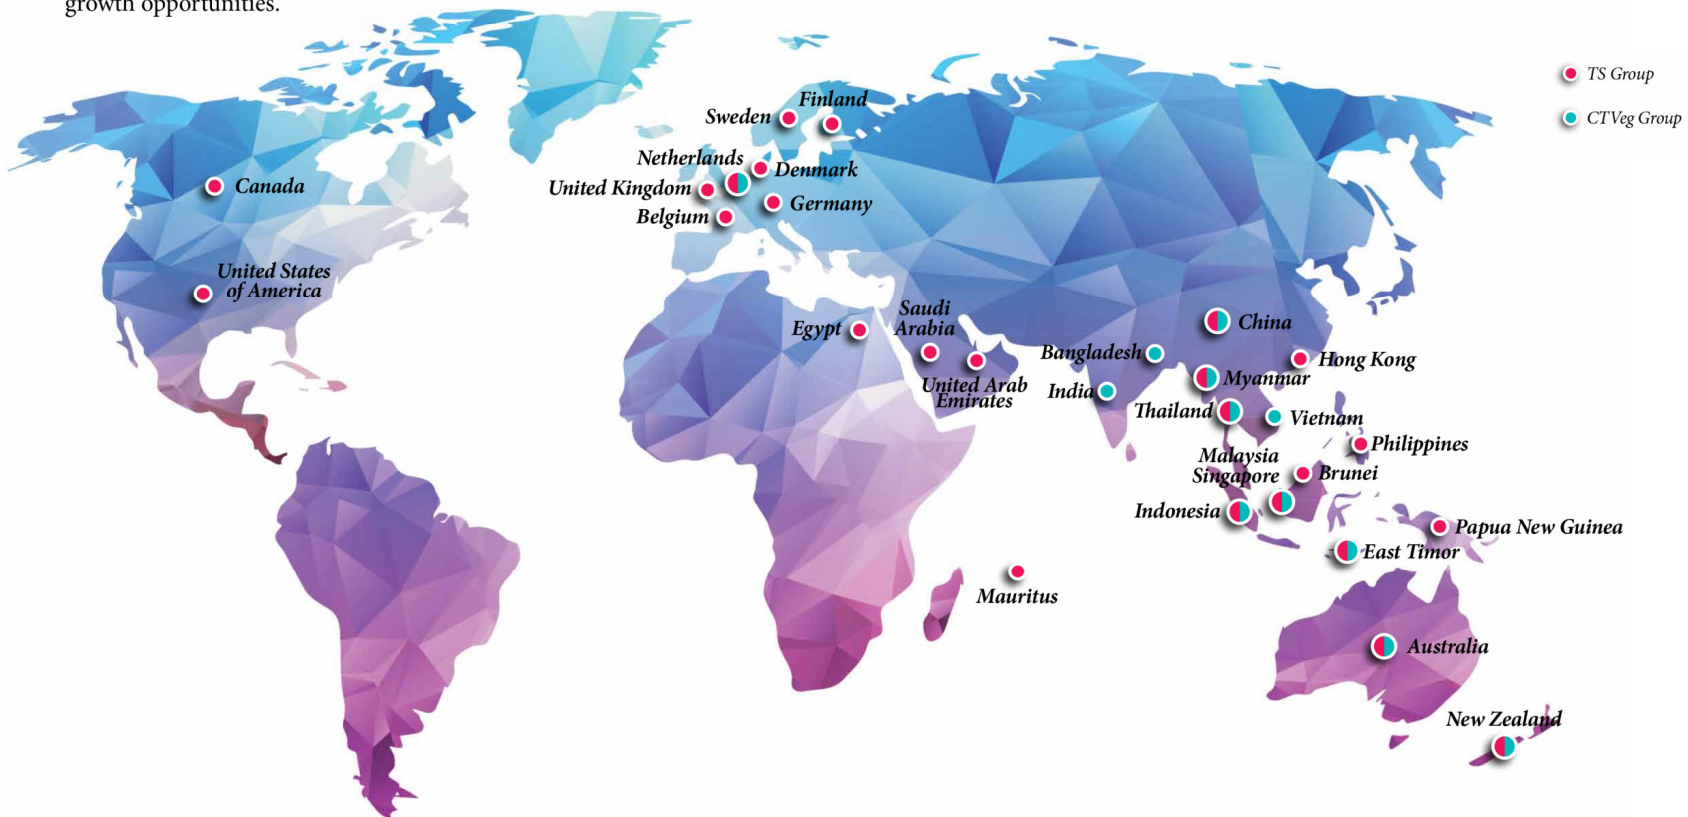 growth opportunities.
TS Group
CTVeg Group
Finland
Sweden
Netherlands
Denmark
United Kingdom
Germany
Belgium
Canada
United States
of America
Saudi
Arabia
Egypt
United Arab
Emirates
China
Bangladesh
Hong Kong
Myanmar
India
Thailand
Vietnam
Philippines
Malaysia
Singapore
Brunei
Indonesia
Papua New Guinea
East Timor
Mauritus
Australia
New Zealand